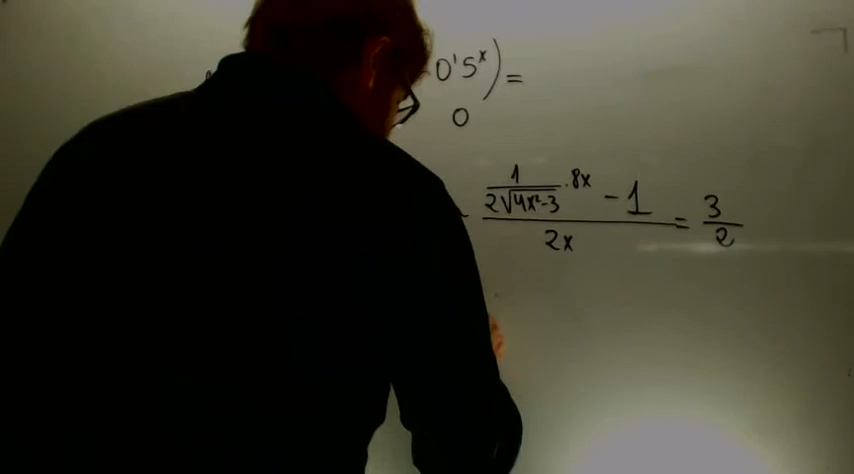 0'5^x) =
0
1 / (2√(4x²-3)) · 8x - 1 / 2x = 3/2